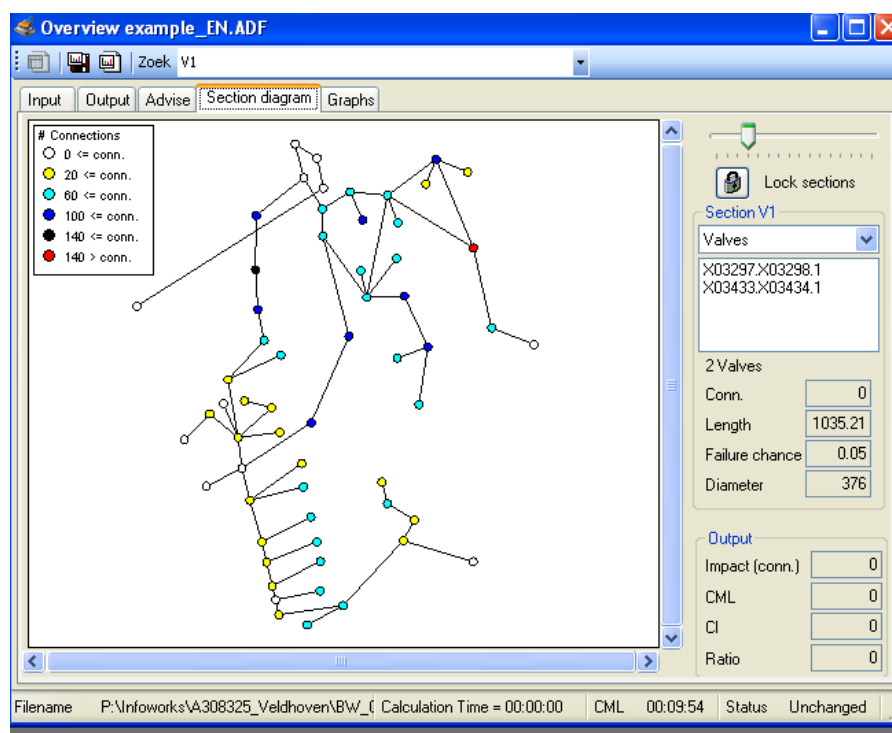 Overview example_EN.ADF
Zoek V1
Input Output Advise Section diagram Graphs
# Connections
0 <= conn.
20 <= conn.
60 <= conn.
100 <= conn.
140 <= conn.
140 > conn.
Lock sections
Section V1
Valves
X03297.X03298.1
X03433.X03434.1
2 Valves
Conn. 0
Length 1035.21
Failure chance 0.05
Diameter 376
Output
Impact (conn.) 0
CML 0
CI 0
Ratio 0
Filename P:\Infoworks\A308325_Veldhoven\BW_ Calculation Time = 00:00:00 CML 00:09:54 Status Unchanged